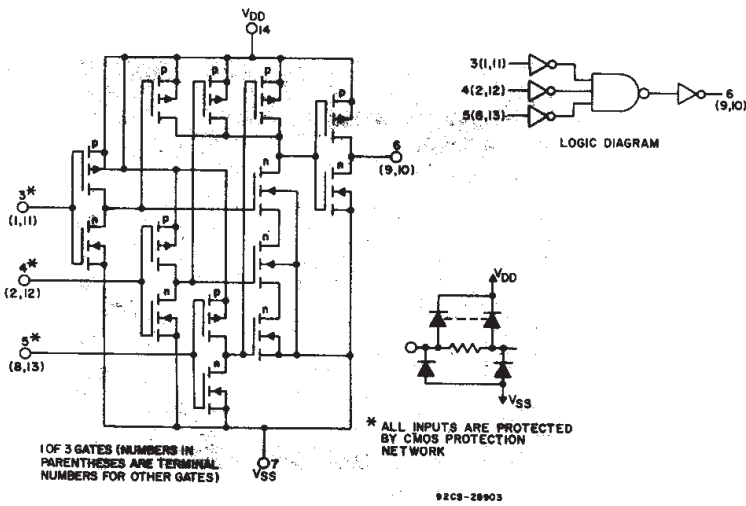 VDD
14
p
p
p
p
p
n
p
n
p
n
n
n
n
n
3*
(1,11)
4*
(2,12)
5*
(8,13)
6
(9,10)
7
VSS
1 OF 3 GATES (NUMBERS IN
PARENTHESES ARE TERMINAL
NUMBERS FOR OTHER GATES)
3(1,11)
4(2,12)
5(8,13)
6
(9,10)
LOGIC DIAGRAM
VDD
VSS
* ALL INPUTS ARE PROTECTED
BY CMOS PROTECTION
NETWORK
92CS-28903